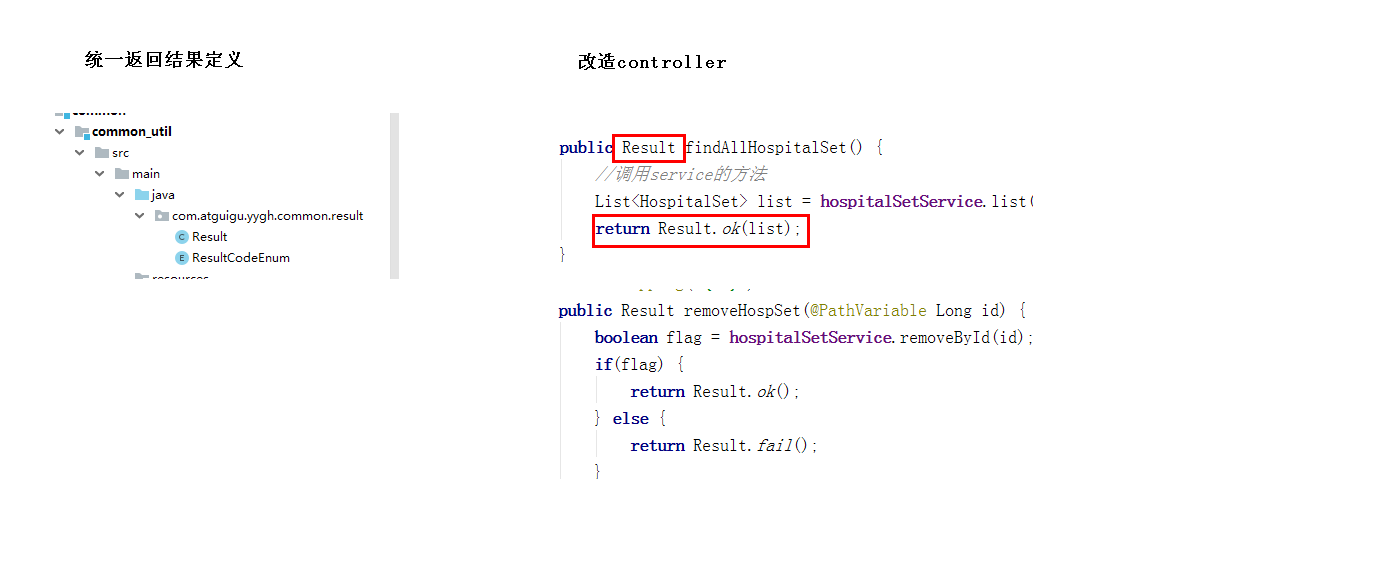 统一返回结果定义
改造controller
common
common_util
src
main
java
com.atguigu.yygh.common.result
Result
ResultCodeEnum
resources
public Result findAllHospitalSet() {
//调用service的方法
List<HospitalSet> list = hospitalSetService.list(
return Result.ok(list);
}
public Result removeHospSet(@PathVariable Long id) {
boolean flag = hospitalSetService.removeById(id);
if(flag) {
return Result.ok();
} else {
return Result.fail();
}